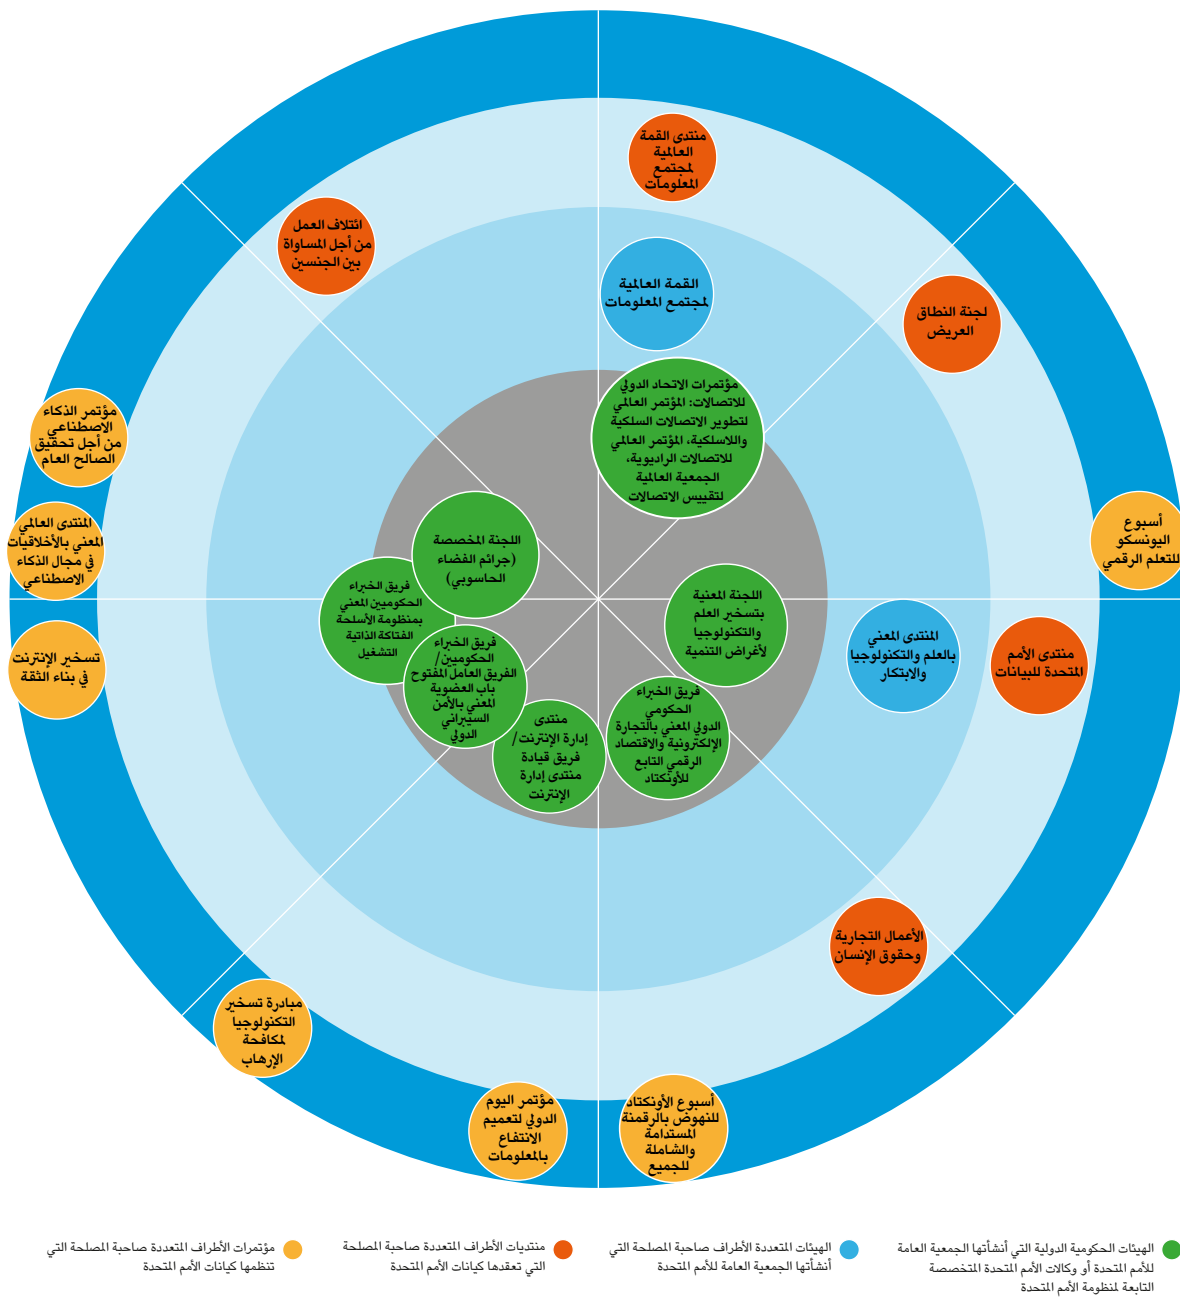 منتدى القمة
العالمية
لمجتمع
المعلومات
ائتلاف العمل
من أجل المساواة
بين الجنسين
القمة العالمية
لمجتمع المعلومات
لجنة النطاق
العريض
مؤتمرات الاتحاد الدولي
للاتصالات: المؤتمر العالمي
لتطوير الاتصالات السلكية
واللاسلكية، المؤتمر العالمي
للاتصالات الراديوية،
الجمعية العالمية
لتقييس الاتصالات
مؤتمر الذكاء
الاصطناعي
من أجل تحقيق
الصالح العام
أسبوع
اليونسكو
للتعلم الرقمي
المنتدى العالمي
المعني بالأخلاقيات
في مجال الذكاء
الاصطناعي
اللجنة المخصصة
(جرائم الفضاء
الحاسوبي)
فريق الخبراء
الحكوميين المعني
بمنظومة الأسلحة
الفتاكة الذاتية
التشغيل
اللجنة المعنية
بتسخير العلم
والتكنولوجيا
لأغراض التنمية
المنتدى المعني
بالعلم والتكنولوجيا
والابتكار
منتدى الأمم
المتحدة للبيانات
تسخير الإنترنت
في بناء الثقة
فريق الخبراء
الحكوميين/
الفريق العامل المفتوح
باب العضوية
المعني بالأمن
السيبراني
الدولي
فريق الخبراء
الحكومي
الدولي المعني بالتجارة
الإلكترونية والاقتصاد
الرقمي التابع
للأونكتاد
منتدى
إدارة الإنترنت/
فريق قيادة
منتدى إدارة
الإنترنت
الأعمال التجارية
وحقوق الإنسان
مبادرة تسخير
التكنولوجيا
لمكافحة
الإرهاب
مؤتمر اليوم
الدولي لتعميم
الانتفاع
بالمعلومات
أسبوع الأونكتاد
للنهوض بالرقمنة
المستدامة
والشاملة
للجميع
الهيئات الحكومية الدولية التي أنشأتها الجمعية العامة
للأمم المتحدة أو وكالات الأمم المتحدة المتخصصة
التابعة لمنظومة الأمم المتحدة
الهيئات المتعددة الأطراف صاحبة المصلحة التي
أنشأتها الجمعية العامة للأمم المتحدة
منتديات الأطراف المتعددة صاحبة المصلحة
التي تعقدها كيانات الأمم المتحدة
مؤتمرات الأطراف المتعددة صاحبة المصلحة التي
تنظمها كيانات الأمم المتحدة